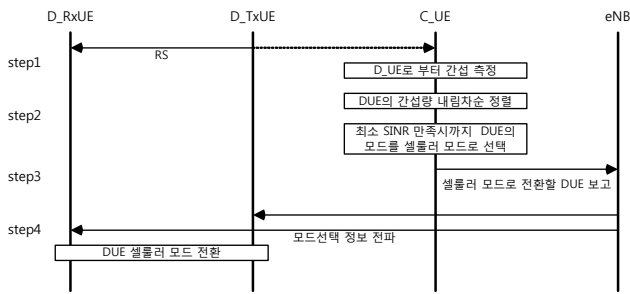 D_RxUE
D_TxUE
C_UE
eNB
RS
step1
D_UE로 부터 간섭 측정
DUE의 간섭량 내림차순 정렬
step2
최소 SINR 만족시까지 DUE의
모드를 셀룰러 모드로 선택
step3
셀룰러 모드로 전환할 DUE 보고
step4
모드선택 정보 전파
DUE 셀룰러 모드 전환